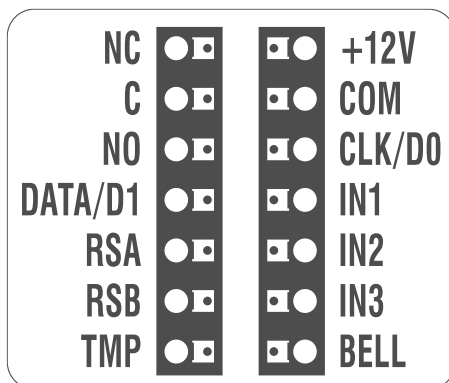 NC
C
NO
DATA/D1
RSA
RSB
TMP
+12V
COM
CLK/D0
IN1
IN2
IN3
BELL